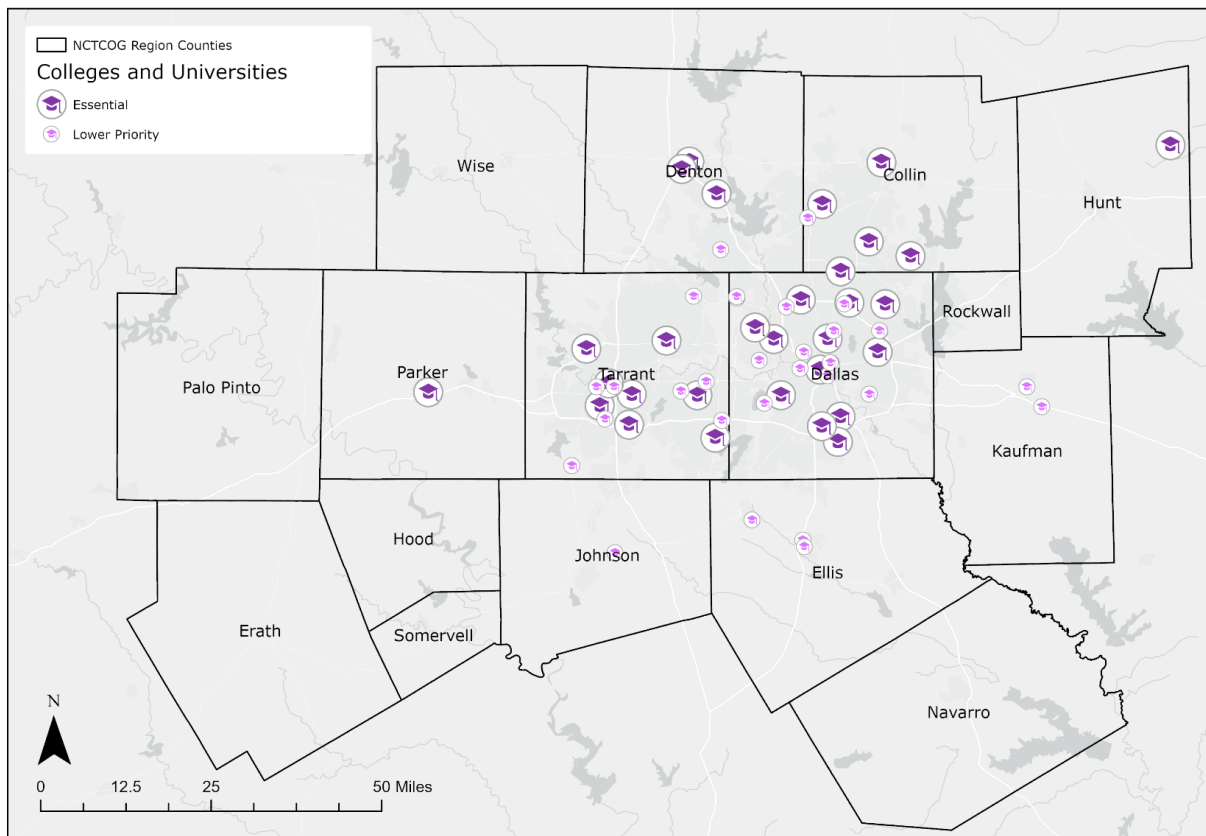 NCTCOG Region Counties
Colleges and Universities
Essential
Lower Priority
Wise
Denton
Collin
Hunt
Rockwall
Palo Pinto
Parker
Tarrant
Dallas
Kaufman
Hood
Johnson
Ellis
Erath
Somervell
Navarro
N
0 12.5 25 50 Miles